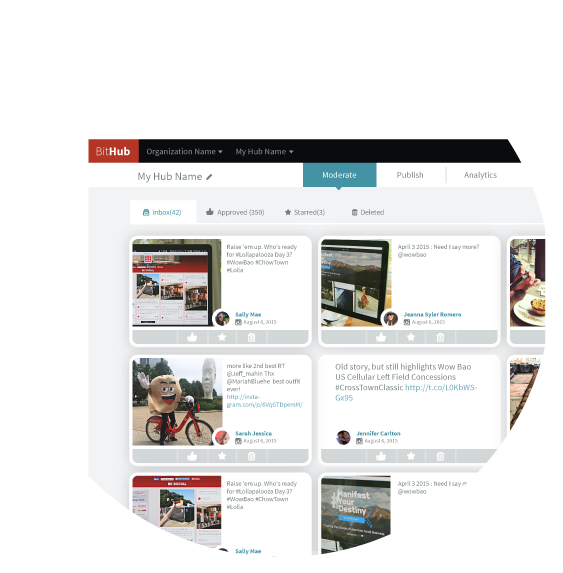 BitHub Organization Name My Hub Name
My Hub Name Moderate Publish Analytics
Inbox(42) Approved (350) Starred(3) Deleted
Raise 'em up. Who's ready
for #Lollapalooza Day 3?
#WowBao #ChowTown
#Lolla
Sally Mae
August 6, 2015
April 3 2015 : Need I say more?
@wowbao
Jeanna Syler Romero
August 6, 2015
more like 2nd best RT
@Jeff_mahin Thx
@MariahBluehe best outfit
ever!
http://insta-
gram.com/p/6VqGTDpemM/
Sarah Jessica
August 6, 2015
Old story, but still highlights Wow Bao
US Cellular Left Field Concessions
#CrossTownClassic http://t.co/L0KbWS-
Gx95
Jennifer Carlton
August 6, 2015
BE SOCIAL
Raise 'em up. Who's ready
for #Lollapalooza Day 3?
#WowBao #ChowTown
#Lolla
Sally Mae
#Manifest
Your
Destiny
April 3 2015 : Need I say
@wowbao